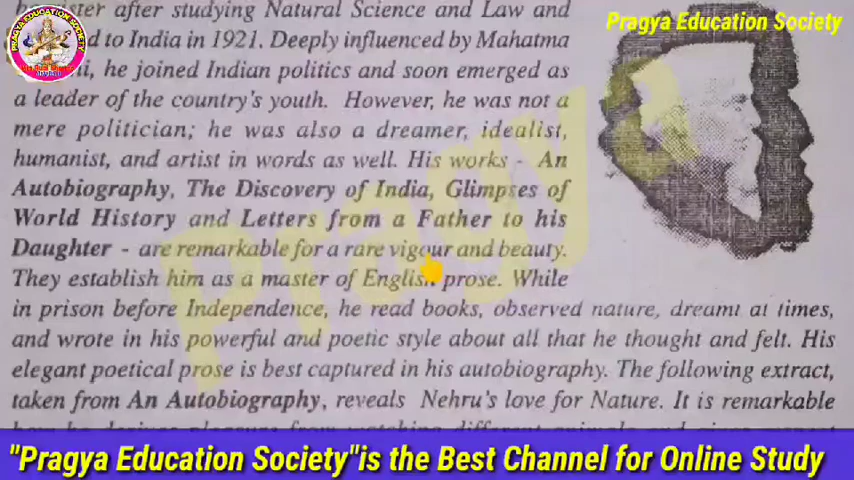 Pragya Education Society
after studying Natural Science and Law and
to India in 1921. Deeply influenced by Mahatma
he joined Indian politics and soon emerged as
a leader of the country's youth. However, he was not a
mere politician; he was also a dreamer, idealist,
humanist, and artist in words as well. His works - An
Autobiography, The Discovery of India, Glimpses of
World History and Letters from a Father to his
Daughter - are remarkable for a rare vigour and beauty.
They establish him as a master of English prose. While
in prison before Independence, he read books, observed nature, dreamt at times,
and wrote in his powerful and poetic style about all that he thought and felt. His
elegant poetical prose is best captured in his autobiography. The following extract,
taken from An Autobiography, reveals Nehru's love for Nature. It is remarkable
"Pragya Education Society"is the Best Channel for Online Study